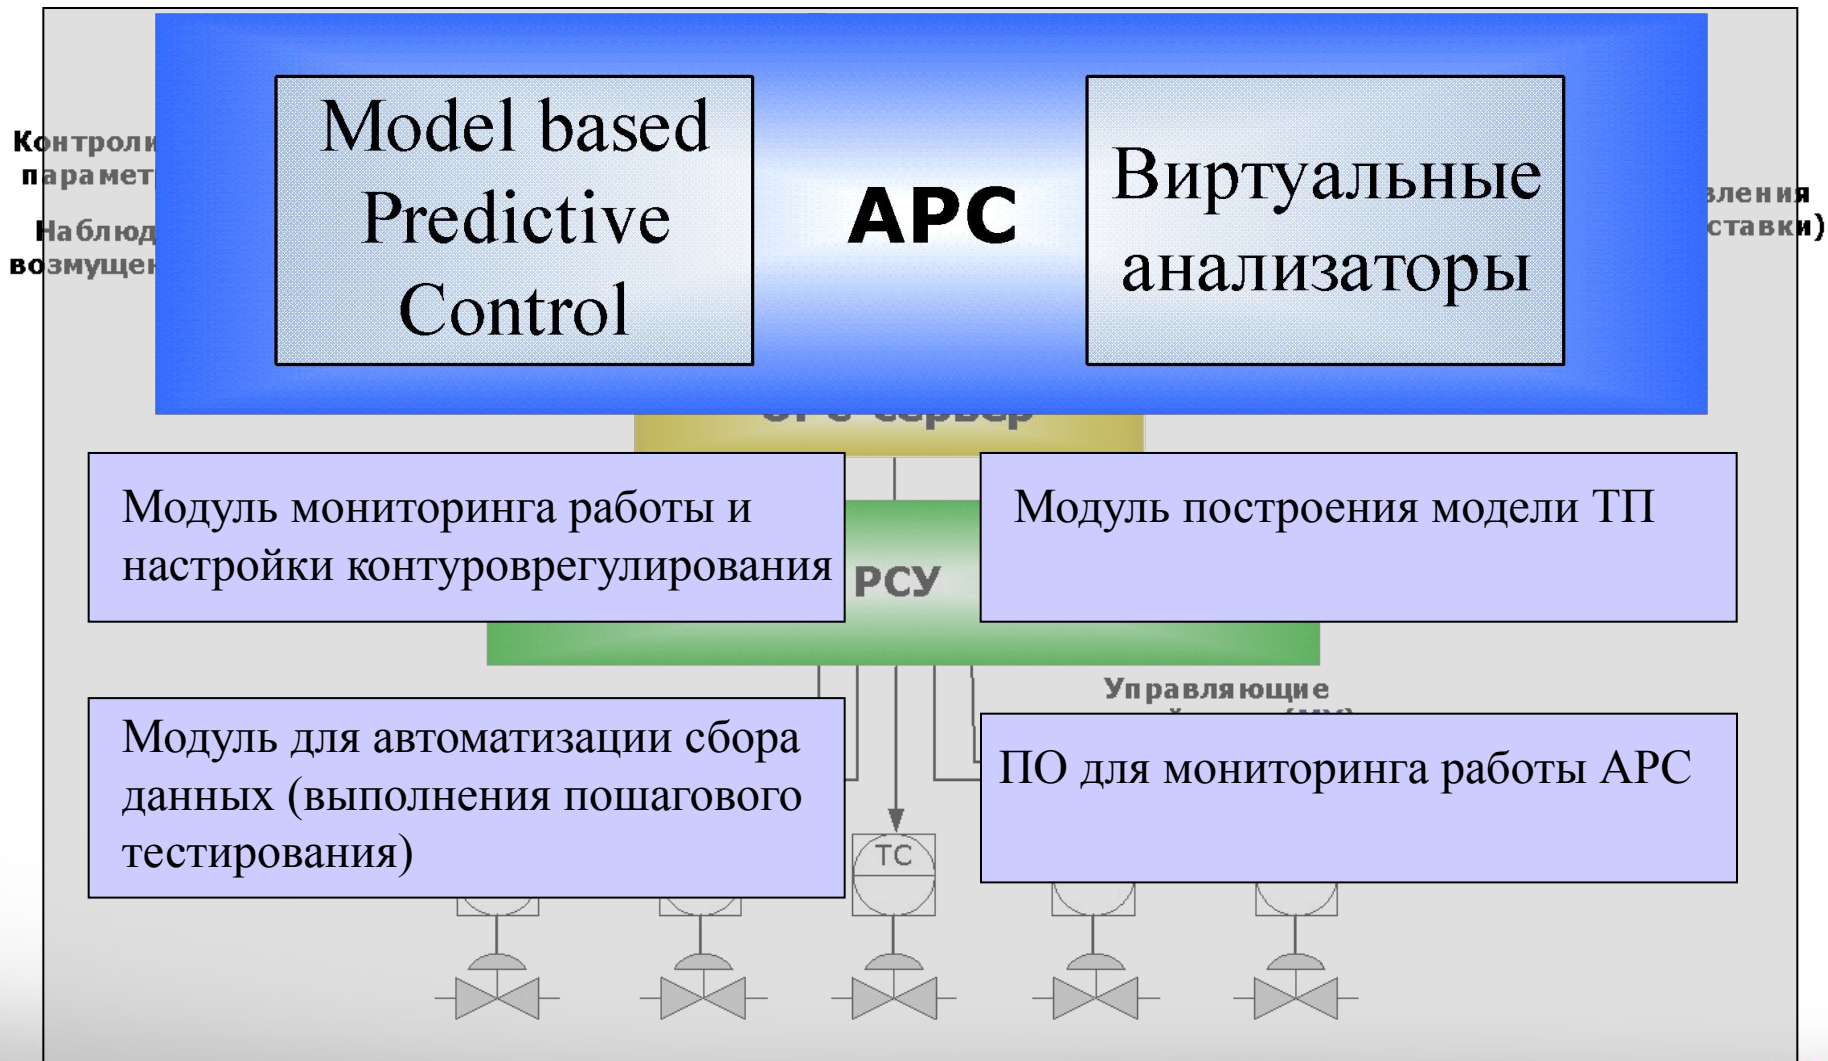 Model based
Predictive
Control
APC
Виртуальные
анализаторы
Модуль мониторинга работы и
настройки контуроврегулирования
Модуль построения модели ТП
РСУ
Управляющие
Модуль для автоматизации сбора
данных (выполнения пошагового
тестирования)
ПО для мониторинга работы APC
TC